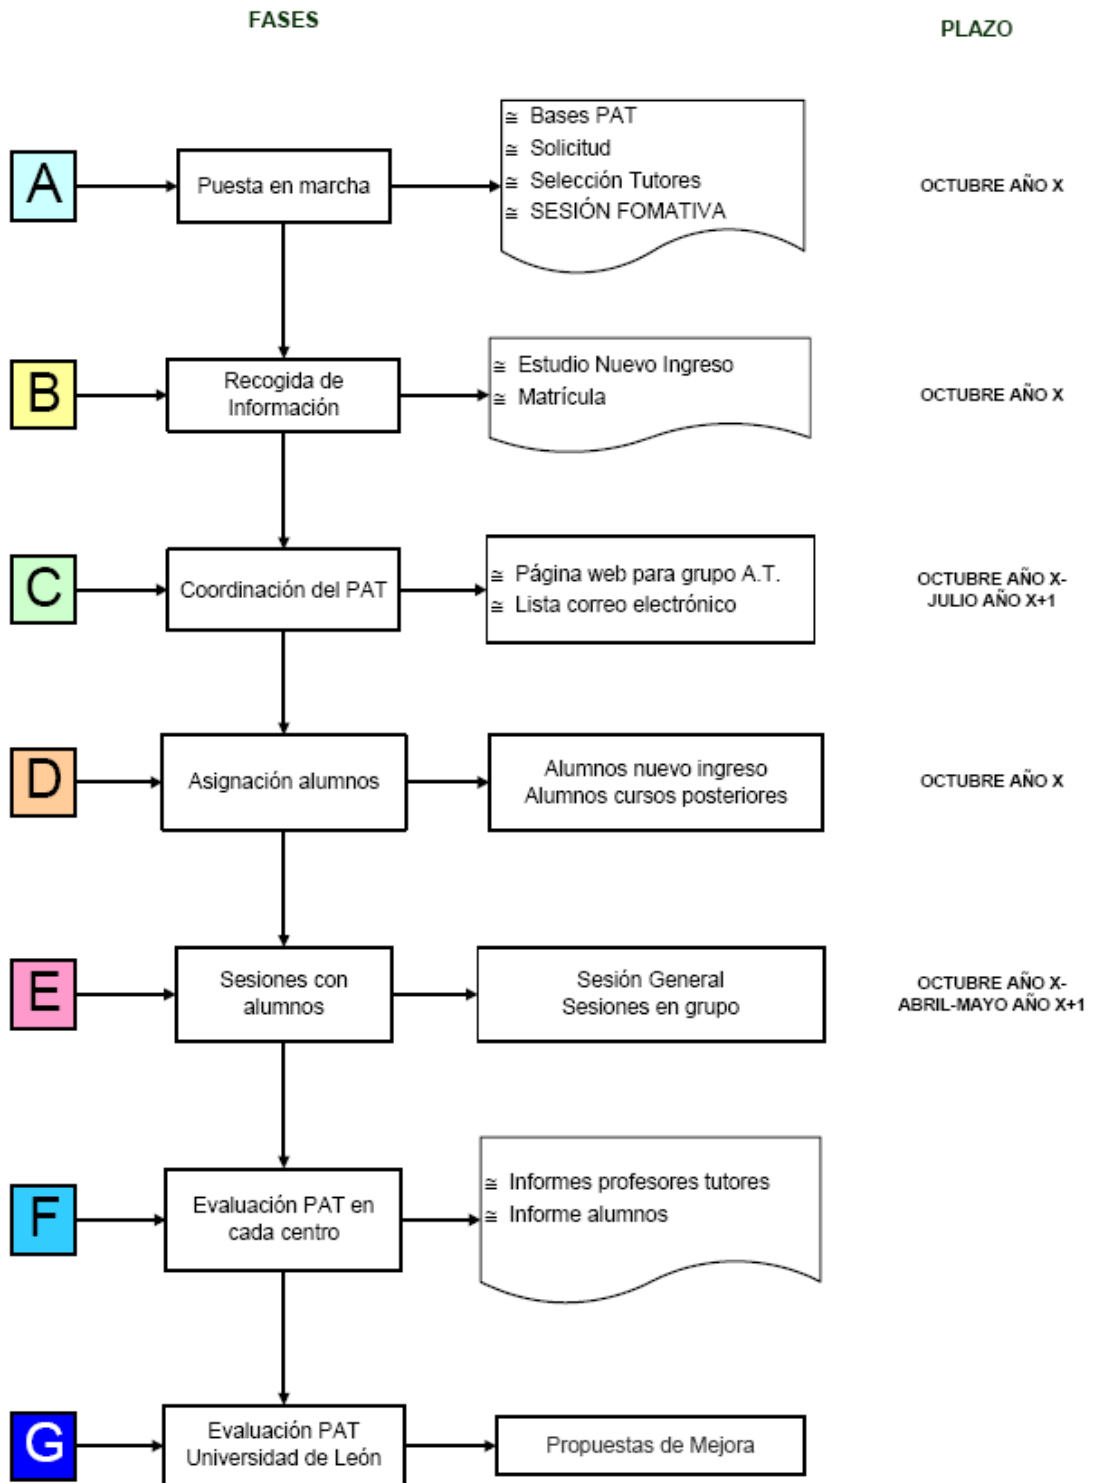 FASES
PLAZO
A
Puesta en marcha
≅ Bases PAT
≅ Solicitud
≅ Selección Tutores
≅ SESIÓN FOMATIVA
OCTUBRE AÑO X
B
Recogida de
Información
≅ Estudio Nuevo Ingreso
≅ Matrícula
OCTUBRE AÑO X
C
Coordinación del PAT
≅ Página web para grupo A.T.
≅ Lista correo electrónico
OCTUBRE AÑO X-
JULIO AÑO X+1
D
Asignación alumnos
Alumnos nuevo ingreso
Alumnos cursos posteriores
OCTUBRE AÑO X
E
Sesiones con
alumnos
Sesión General
Sesiones en grupo
OCTUBRE AÑO X-
ABRIL-MAYO AÑO X+1
F
Evaluación PAT en
cada centro
≅ Informes profesores tutores
≅ Informe alumnos
G
Evaluación PAT
Universidad de León
Propuestas de Mejora